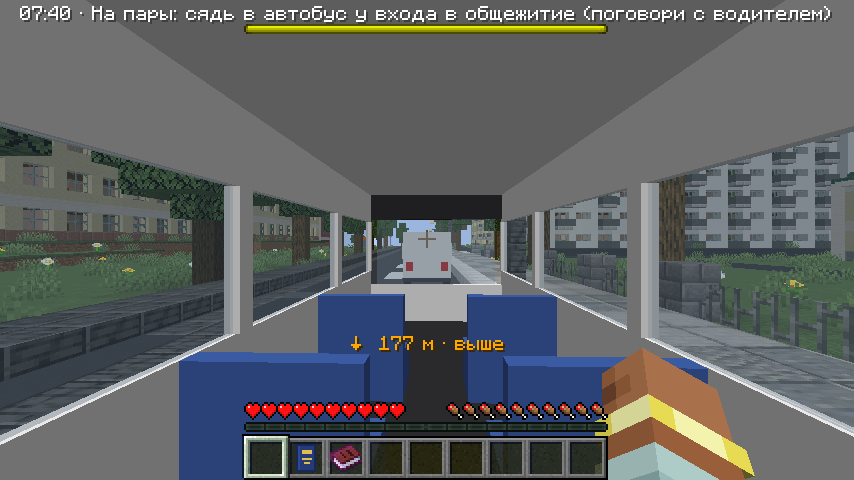 07:40 · На пары: сядь в автобус у входа в общежитие (поговори с водителем)
↓ 177 м · выше